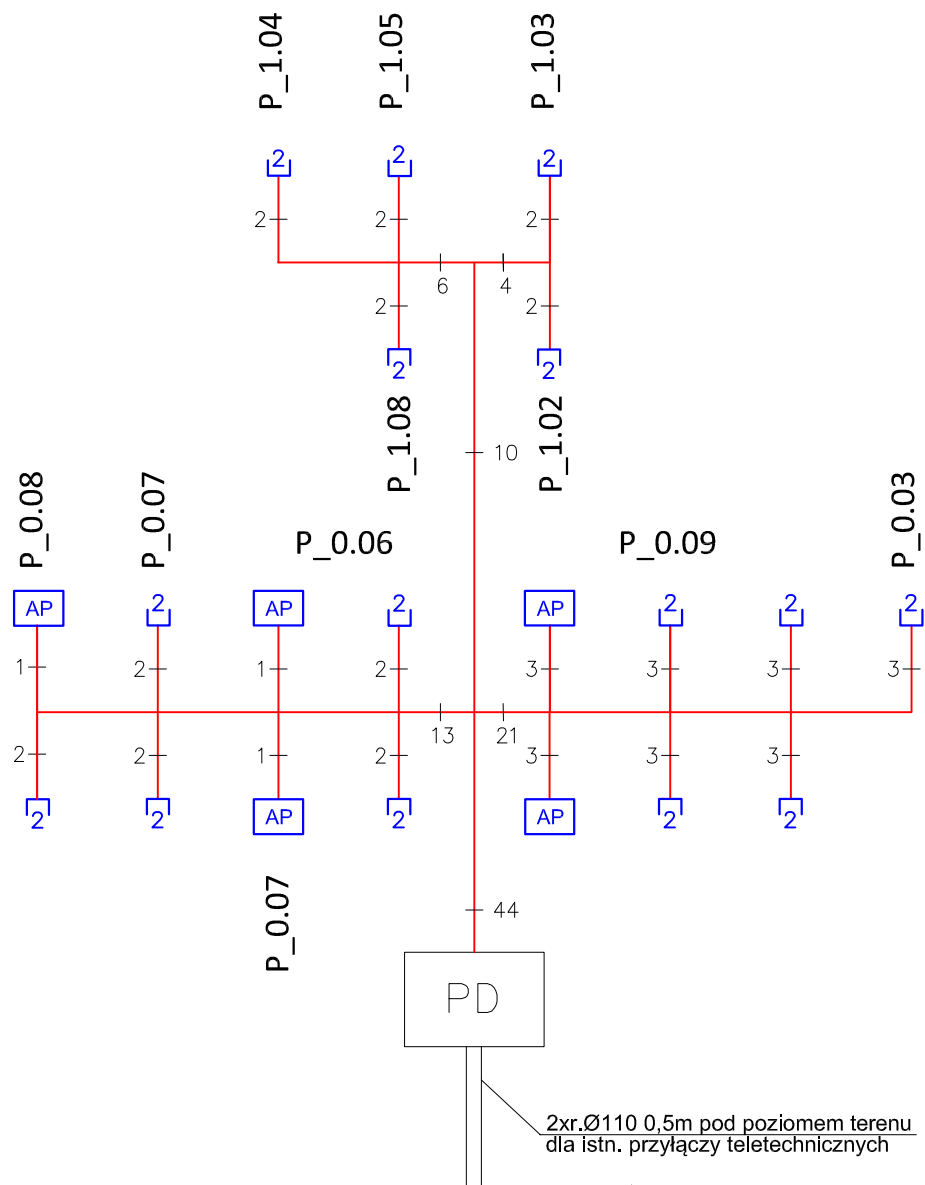 P_1.04 P_1.05 P_1.03
2 2 2
2 2 2
6 4
2 2
2 2
P_1.08 P_1.02
10
P_0.08 P_0.07 P_0.03
P_0.06 P_0.09
AP 2 AP 2 AP 2 2 2
1 2 1 2 3 3 3 3
13 21
2 2 1 2 3 3 3
2 2 AP 2 AP 2 2
P_0.07
44
PD
2xr.Ø110 0,5m pod poziomem terenu
dla istn. przyłączy teletechnicznych